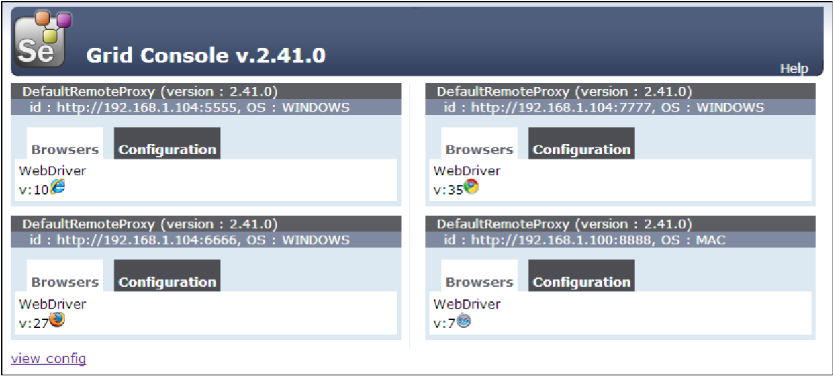 Se
Grid Console v.2.41.0
Help
DefaultRemoteProxy (version : 2.41.0)
id : http://192.168.1.104:5555, OS : WINDOWS
Browsers Configuration
WebDriver
v:10
DefaultRemoteProxy (version : 2.41.0)
id : http://192.168.1.104:7777, OS : WINDOWS
Browsers Configuration
WebDriver
v:35
DefaultRemoteProxy (version : 2.41.0)
id : http://192.168.1.104:6666, OS : WINDOWS
Browsers Configuration
WebDriver
v:27
DefaultRemoteProxy (version : 2.41.0)
id : http://192.168.1.100:8888, OS : MAC
Browsers Configuration
WebDriver
v:7
view config